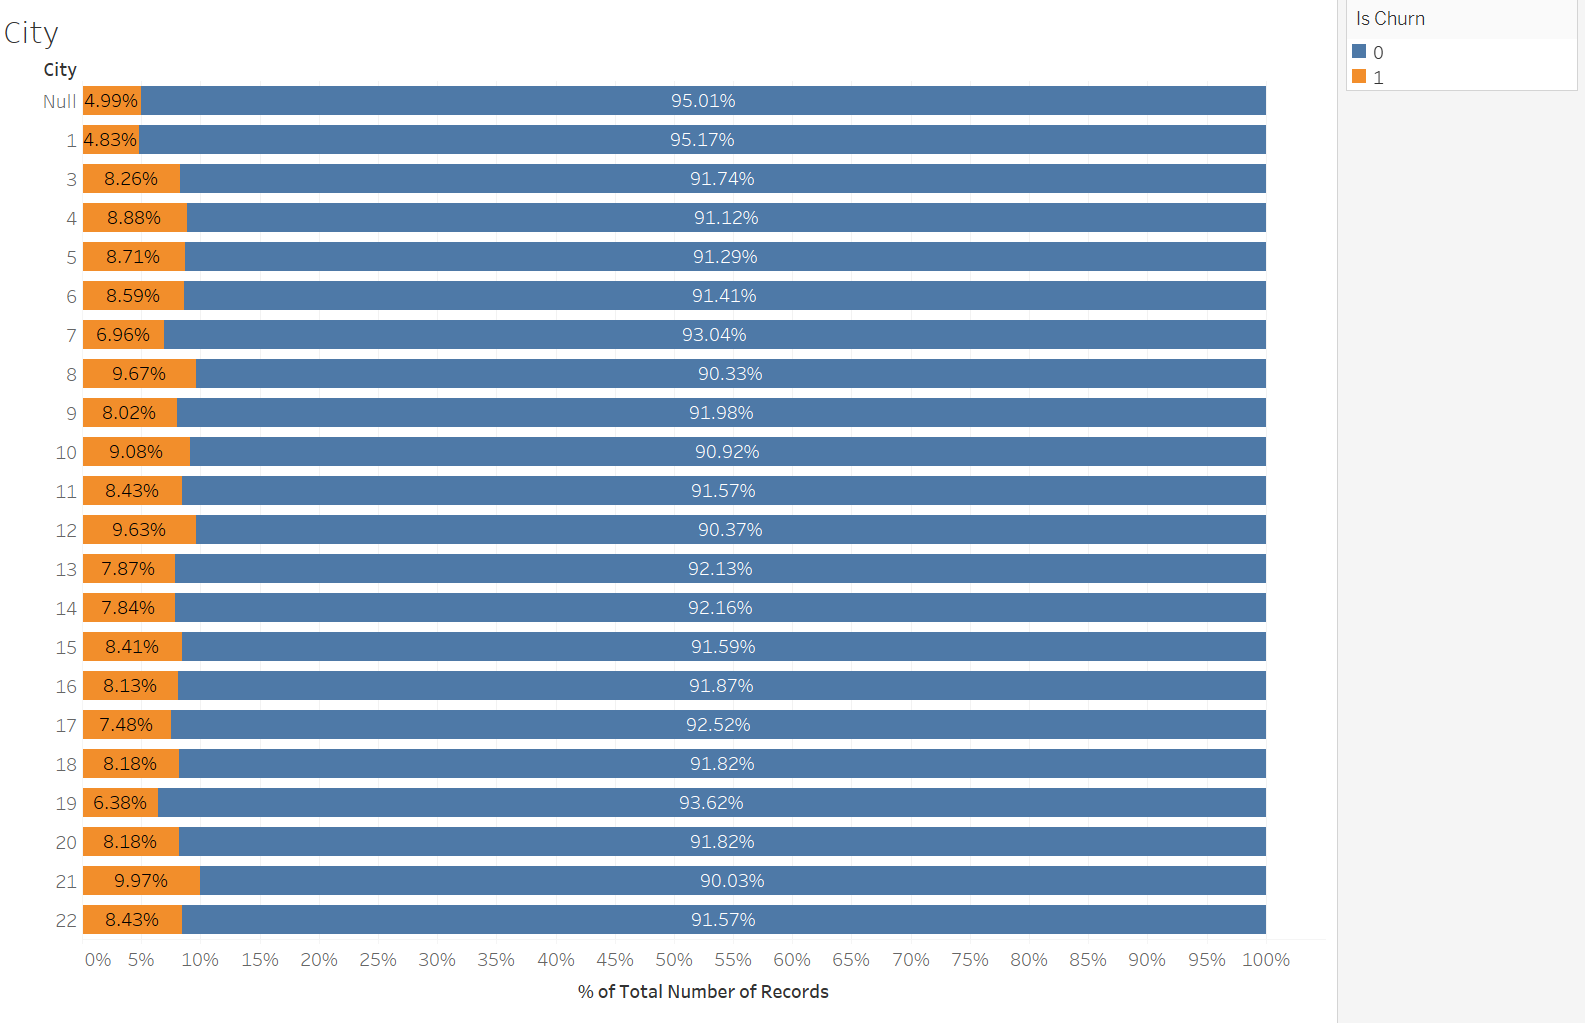 City
City
Null 4.99% 95.01%
1 4.83% 95.17%
3 8.26% 91.74%
4 8.88% 91.12%
5 8.71% 91.29%
6 8.59% 91.41%
7 6.96% 93.04%
8 9.67% 90.33%
9 8.02% 91.98%
10 9.08% 90.92%
11 8.43% 91.57%
12 9.63% 90.37%
13 7.87% 92.13%
14 7.84% 92.16%
15 8.41% 91.59%
16 8.13% 91.87%
17 7.48% 92.52%
18 8.18% 91.82%
19 6.38% 93.62%
20 8.18% 91.82%
21 9.97% 90.03%
22 8.43% 91.57%
0% 5% 10% 15% 20% 25% 30% 35% 40% 45% 50% 55% 60% 65% 70% 75% 80% 85% 90% 95% 100%
% of Total Number of Records
Is Churn
0
1